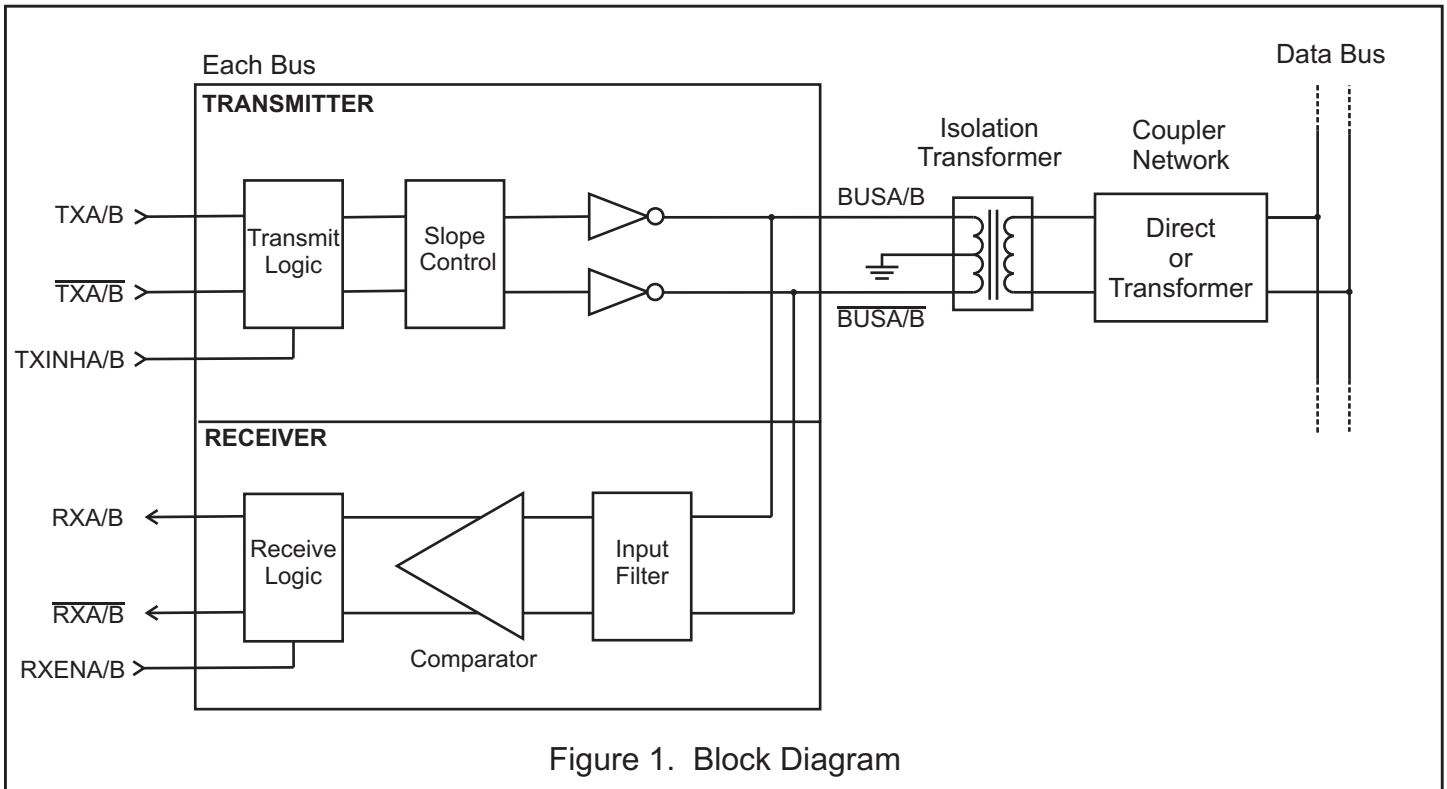 Each Bus
Data Bus
TRANSMITTER
Isolation
Transformer
Coupler
Network
TXA/B
Transmit
Logic
Slope
Control
BUSA/B
Direct
or
Transformer
TXA/B
BUSA/B
TXINHA/B
RECEIVER
RXA/B
Receive
Logic
Input
Filter
RXA/B
Comparator
RXENA/B
Figure 1. Block Diagram